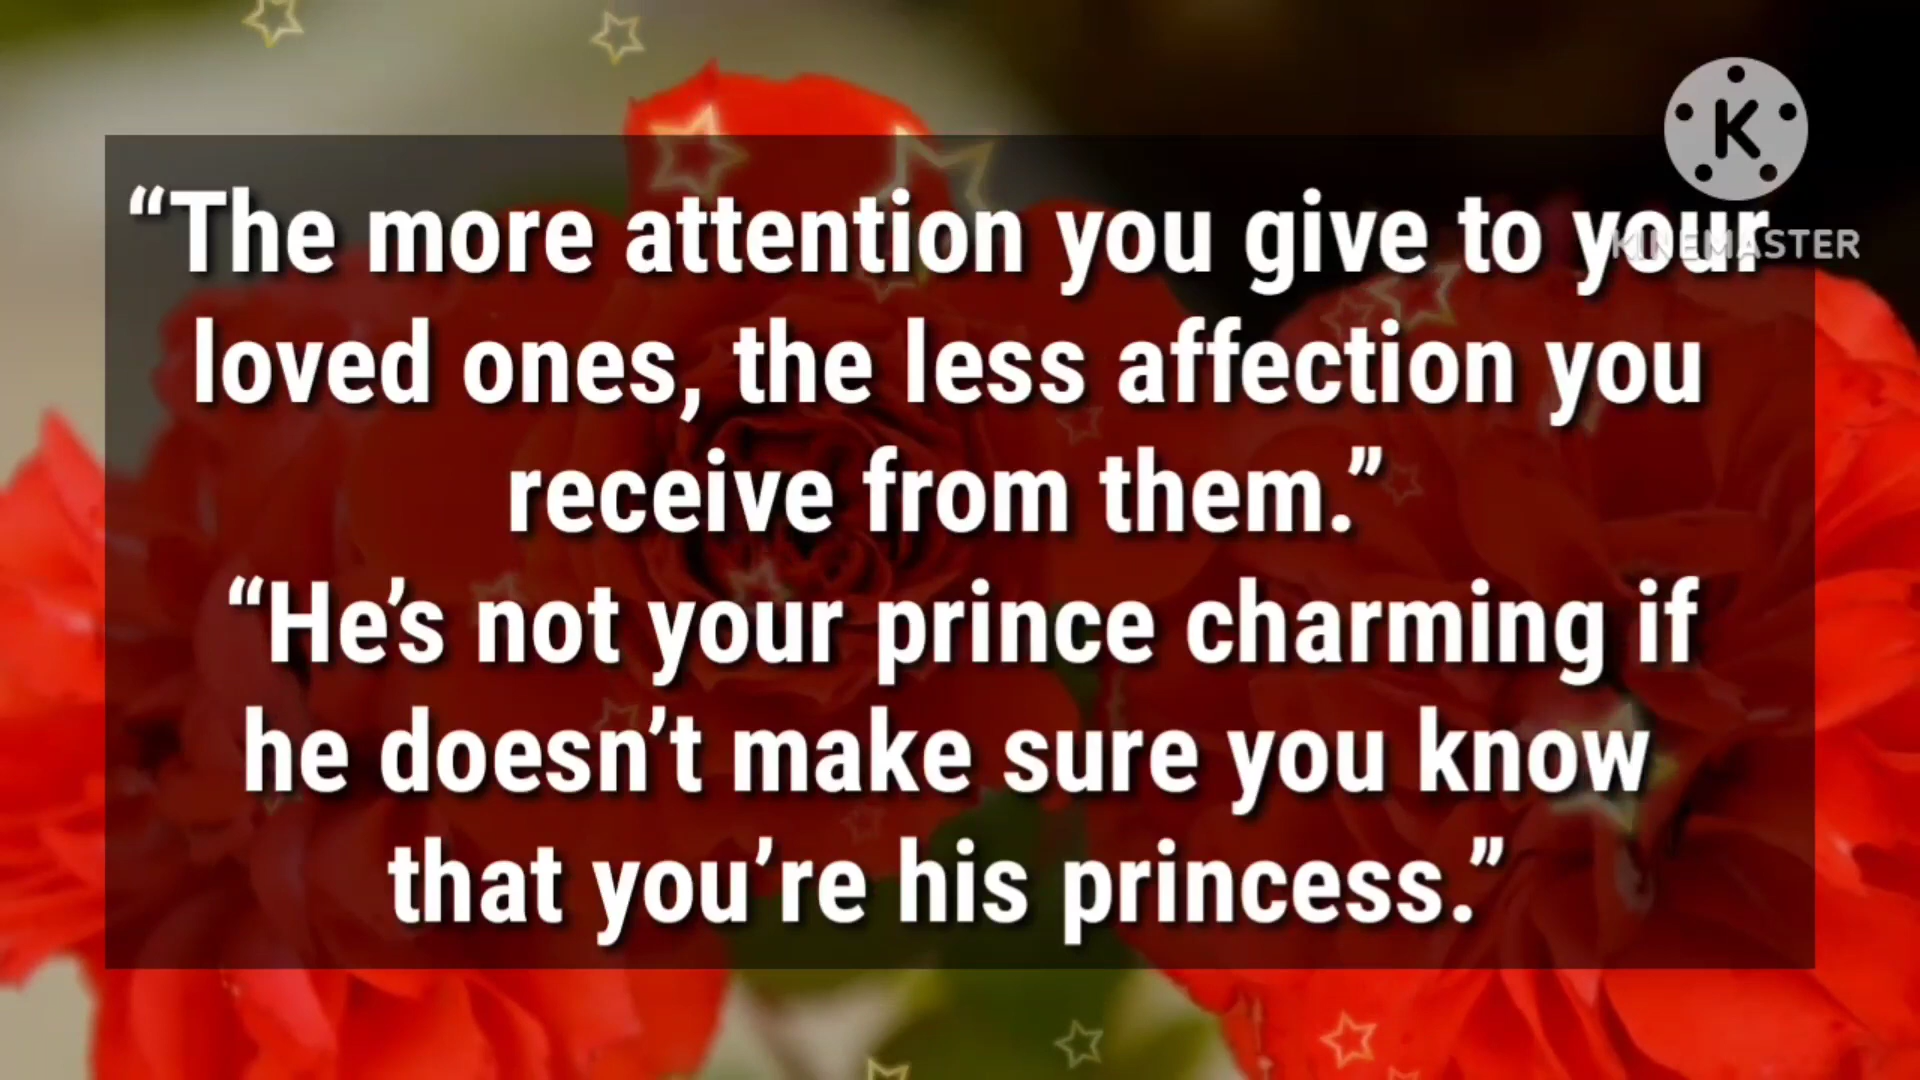 “The more attention you give to your
loved ones, the less affection you
receive from them.”
“He’s not your prince charming if
he doesn’t make sure you know
that you’re his princess.”
K
KINEMASTER